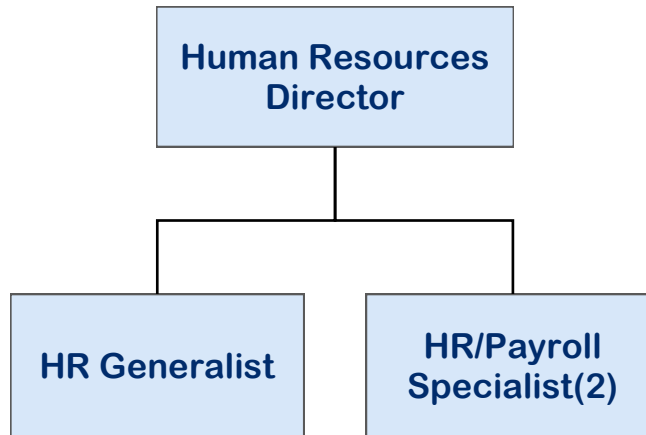 Human Resources
Director
HR Generalist
HR/Payroll
Specialist(2)